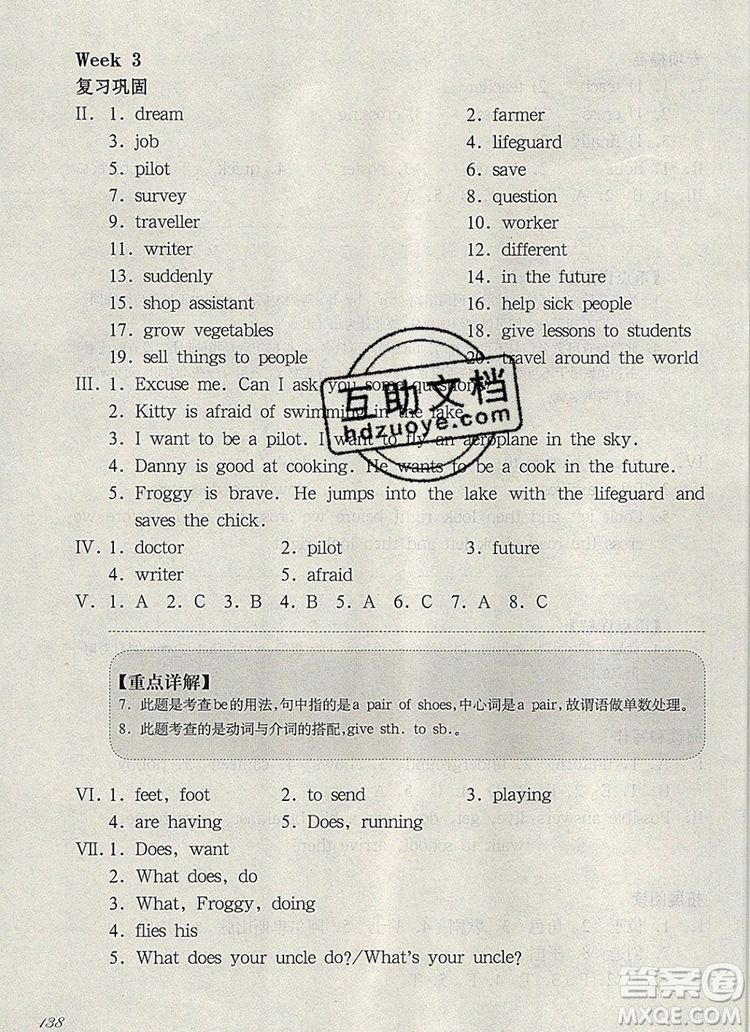 Week 3
复习巩固
II. 1. dream 2. farmer
3. job 4. lifeguard
5. pilot 6. save
7. survey 8. question
9. traveller 10. worker
11. writer 12. different
13. suddenly 14. in the future
15. shop assistant 16. help sick people
17. grow vegetables 18. give lessons to students
19. sell things to people 20. travel around the world
III. 1. Excuse me. Can I ask you some questions?
2. Kitty is afraid of swimming in the lake.
3. I want to be a pilot. I want to fly an aeroplane in the sky.
4. Danny is good at cooking. He wants to be a cook in the future.
5. Froggy is brave. He jumps into the lake with the lifeguard and
saves the chick.
IV. 1. doctor 2. pilot 3. future
4. writer 5. afraid
V. 1. A 2. C 3. B 4. C 5. A 6. B 7. A 8. C
【重点详解】
7. 此题是考查be的用法,句中指的是a pair of shoes,中心词是a pair,故谓语做单数处理。
8. 此题考查的是动词与介词的搭配,give sth. to sb.。
VI. 1. feet, foot 2. to send 3. playing
4. are having 5. Does, running
VII. 1. Does, want
2. What does, do
3. What, Froggy, doing
4. flies his
5. What does your uncle do?/What's your uncle?
138
互助文档
hdzuoye.com
答案圈
MXQE.COM